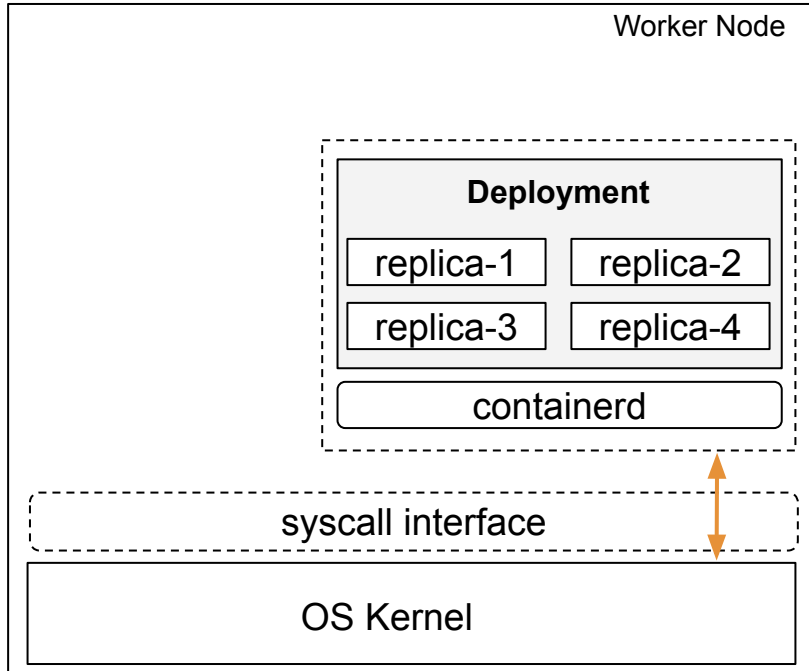 Worker Node
Deployment
replica-1
replica-2
replica-3
replica-4
containerd
syscall interface
OS Kernel